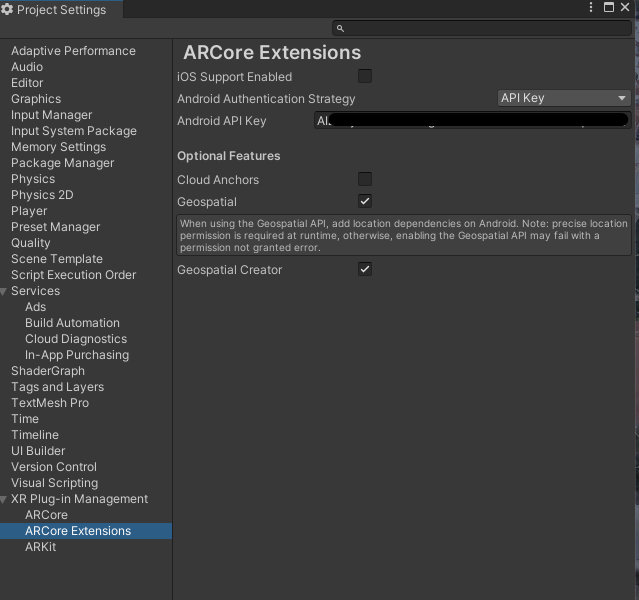 Project Settings
Adaptive Performance
Audio
Editor
Graphics
Input Manager
Input System Package
Memory Settings
Package Manager
Physics
Physics 2D
Player
Preset Manager
Quality
Scene Template
Script Execution Order
Services
Ads
Build Automation
Cloud Diagnostics
In-App Purchasing
ShaderGraph
Tags and Layers
TextMesh Pro
Time
Timeline
UI Builder
Version Control
Visual Scripting
XR Plug-in Management
ARCore
ARCore Extensions
ARKit
ARCore Extensions
iOS Support Enabled
Android Authentication Strategy API Key
Android API Key
Optional Features
Cloud Anchors
Geospatial
When using the Geospatial API, add location dependencies on Android. Note: precise location
permission is required at runtime, otherwise, enabling the Geospatial API may fail with a
permission not granted error.
Geospatial Creator